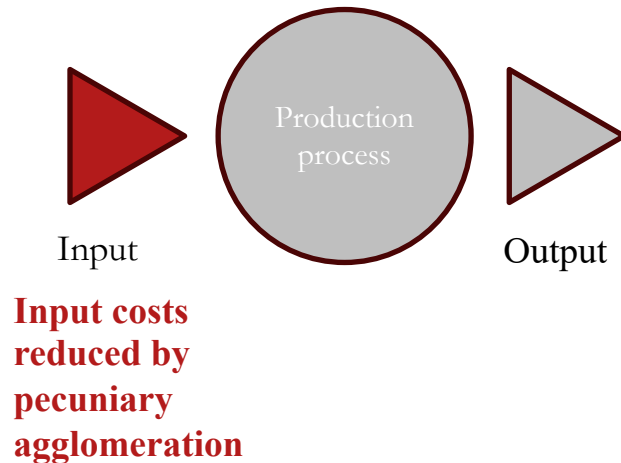 Production
process
Input
Output
Input costs
reduced by
pecuniary
agglomeration